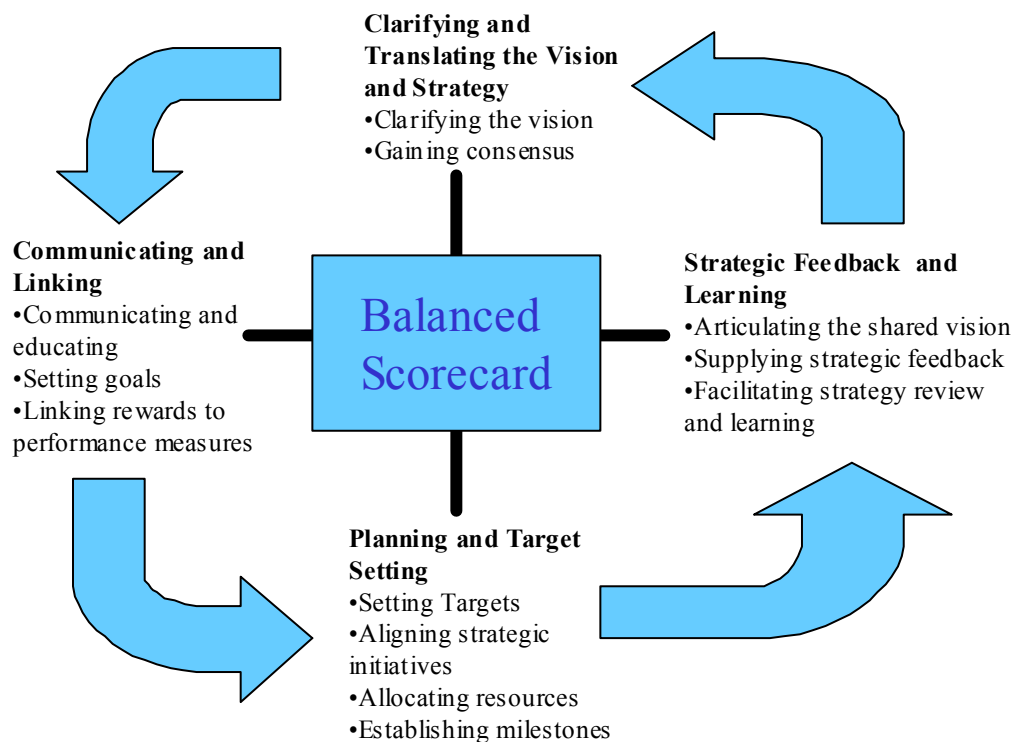 Clarifying and
Translating the Vision
and Strategy
•Clarifying the vision
•Gaining consensus
Communicating and
Linking
•Communicating and
educating
•Setting goals
•Linking rewards to
performance measures
Balanced
Scorecard
Strategic Feedback and
Learning
•Articulating the shared vision
•Supplying strategic feedback
•Facilitating strategy review
and learning
Planning and Target
Setting
•Setting Targets
•Aligning strategic
initiatives
•Allocating resources
•Establishing milestones